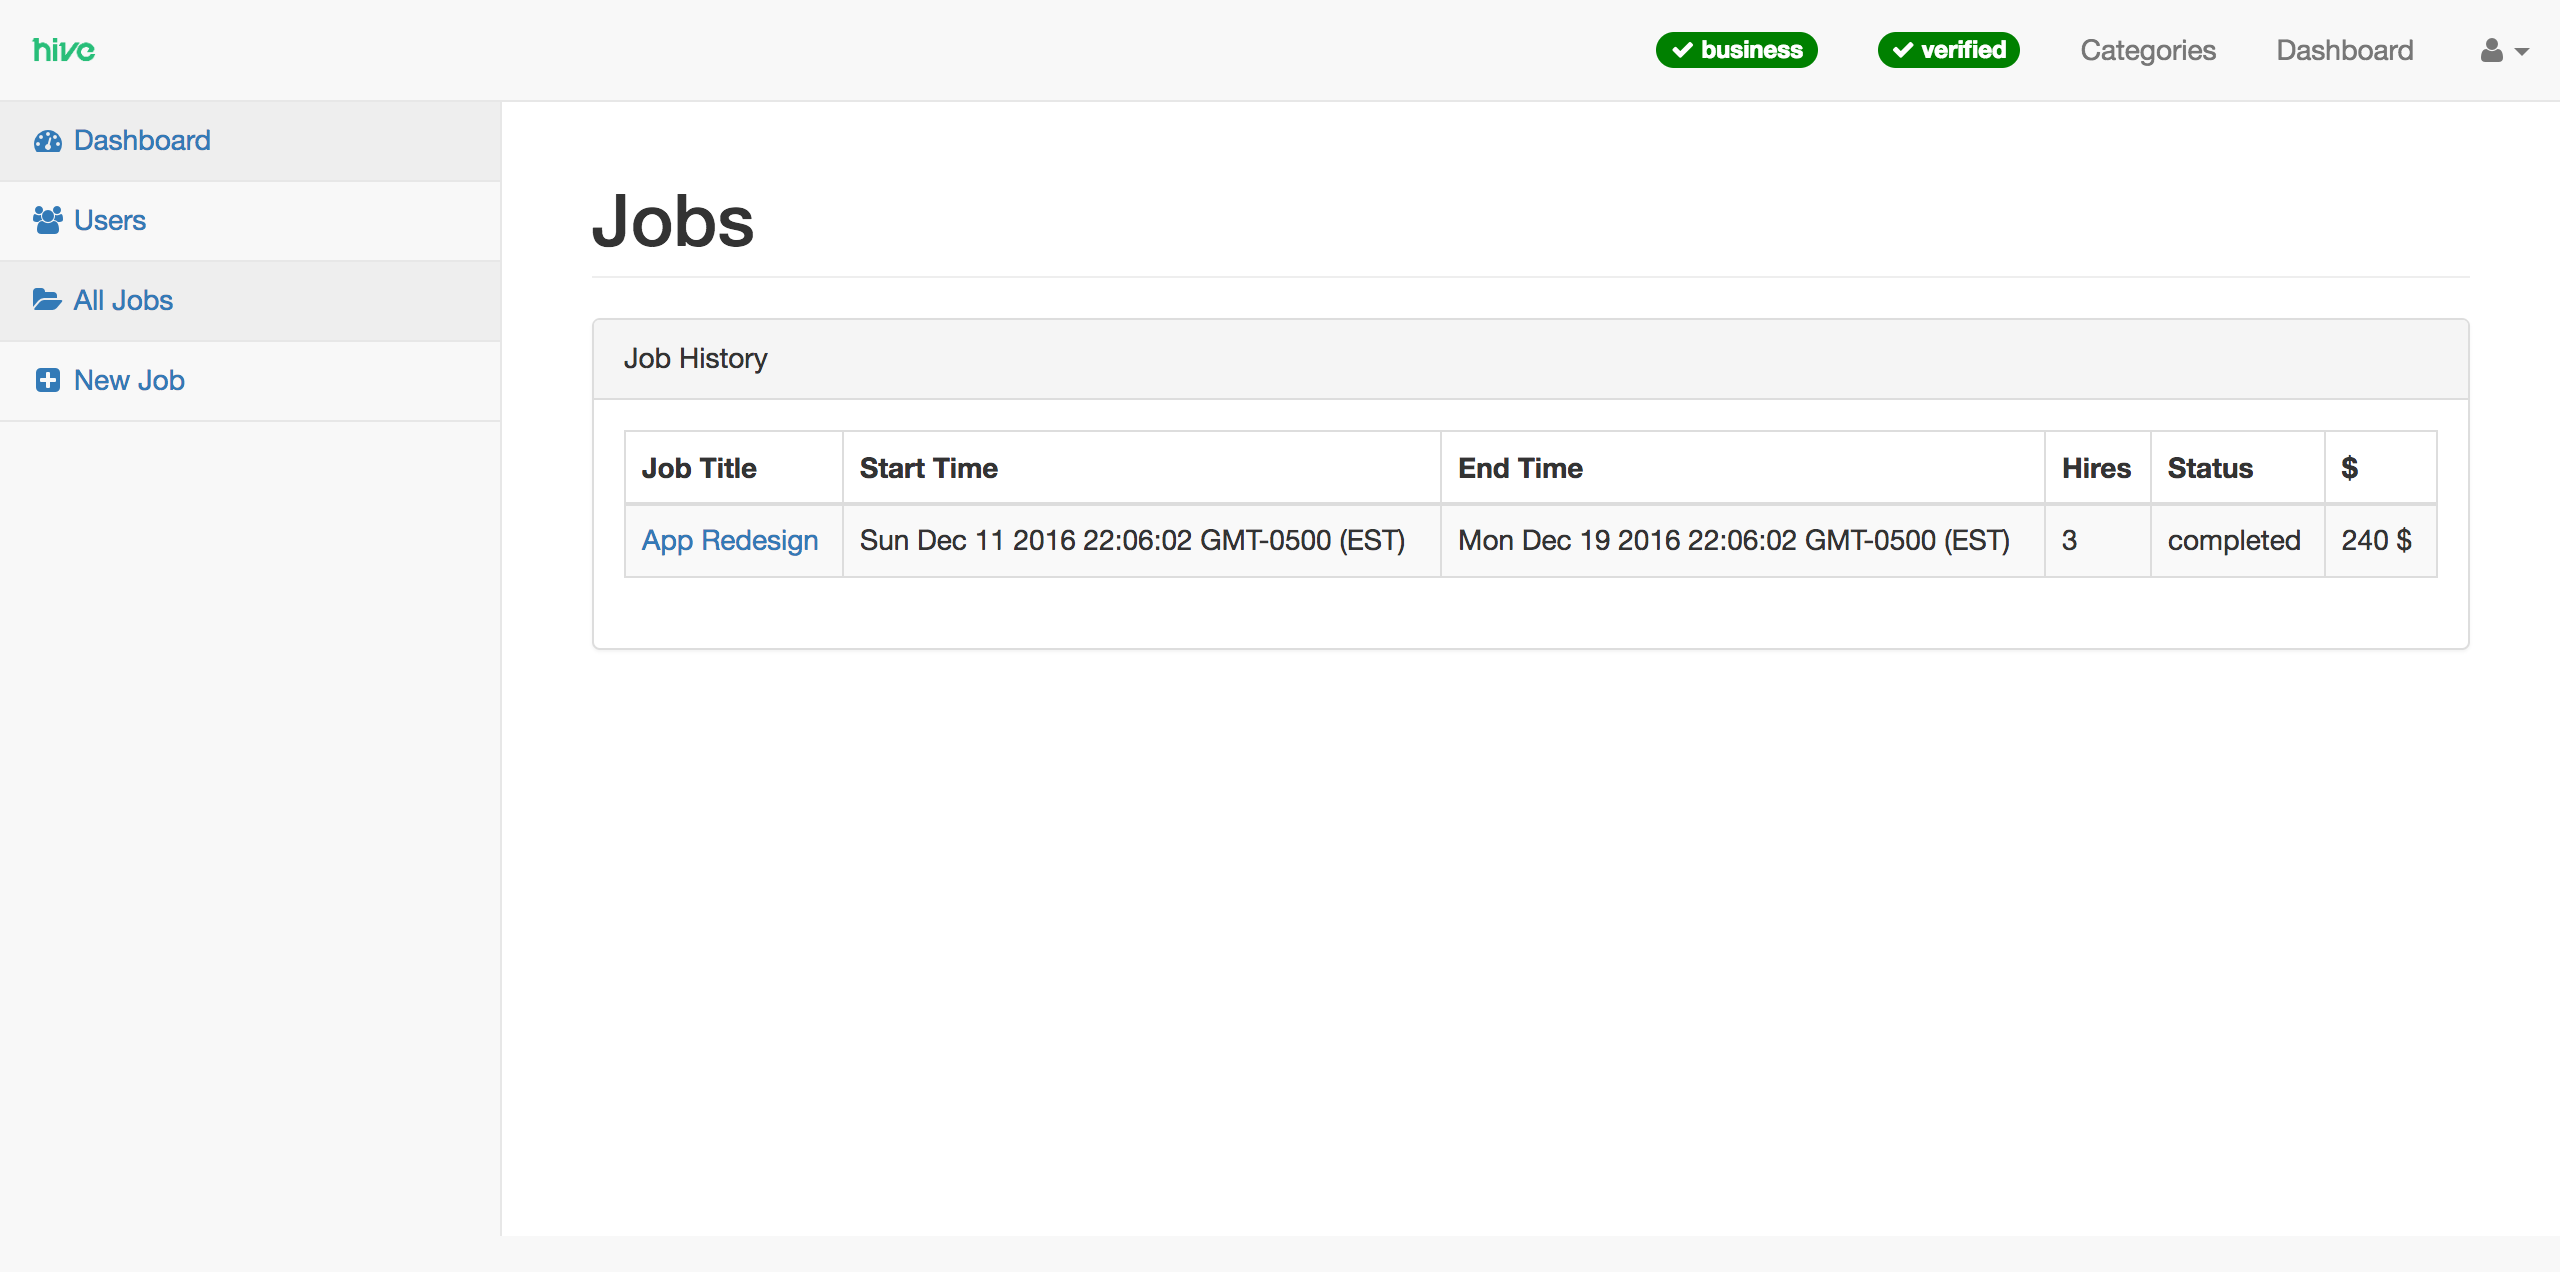 hive
business verified Categories Dashboard
Dashboard
Users
All Jobs
New Job
Jobs
Job History
Job Title Start Time End Time Hires Status $
App Redesign Sun Dec 11 2016 22:06:02 GMT-0500 (EST) Mon Dec 19 2016 22:06:02 GMT-0500 (EST) 3 completed 240 $